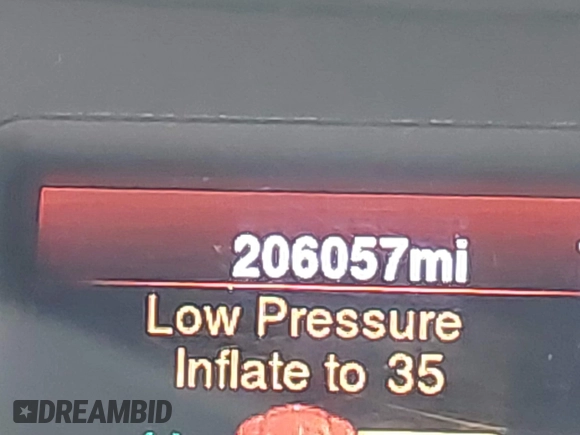 206057mi
Low Pressure
Inflate to 35
DREAMBID